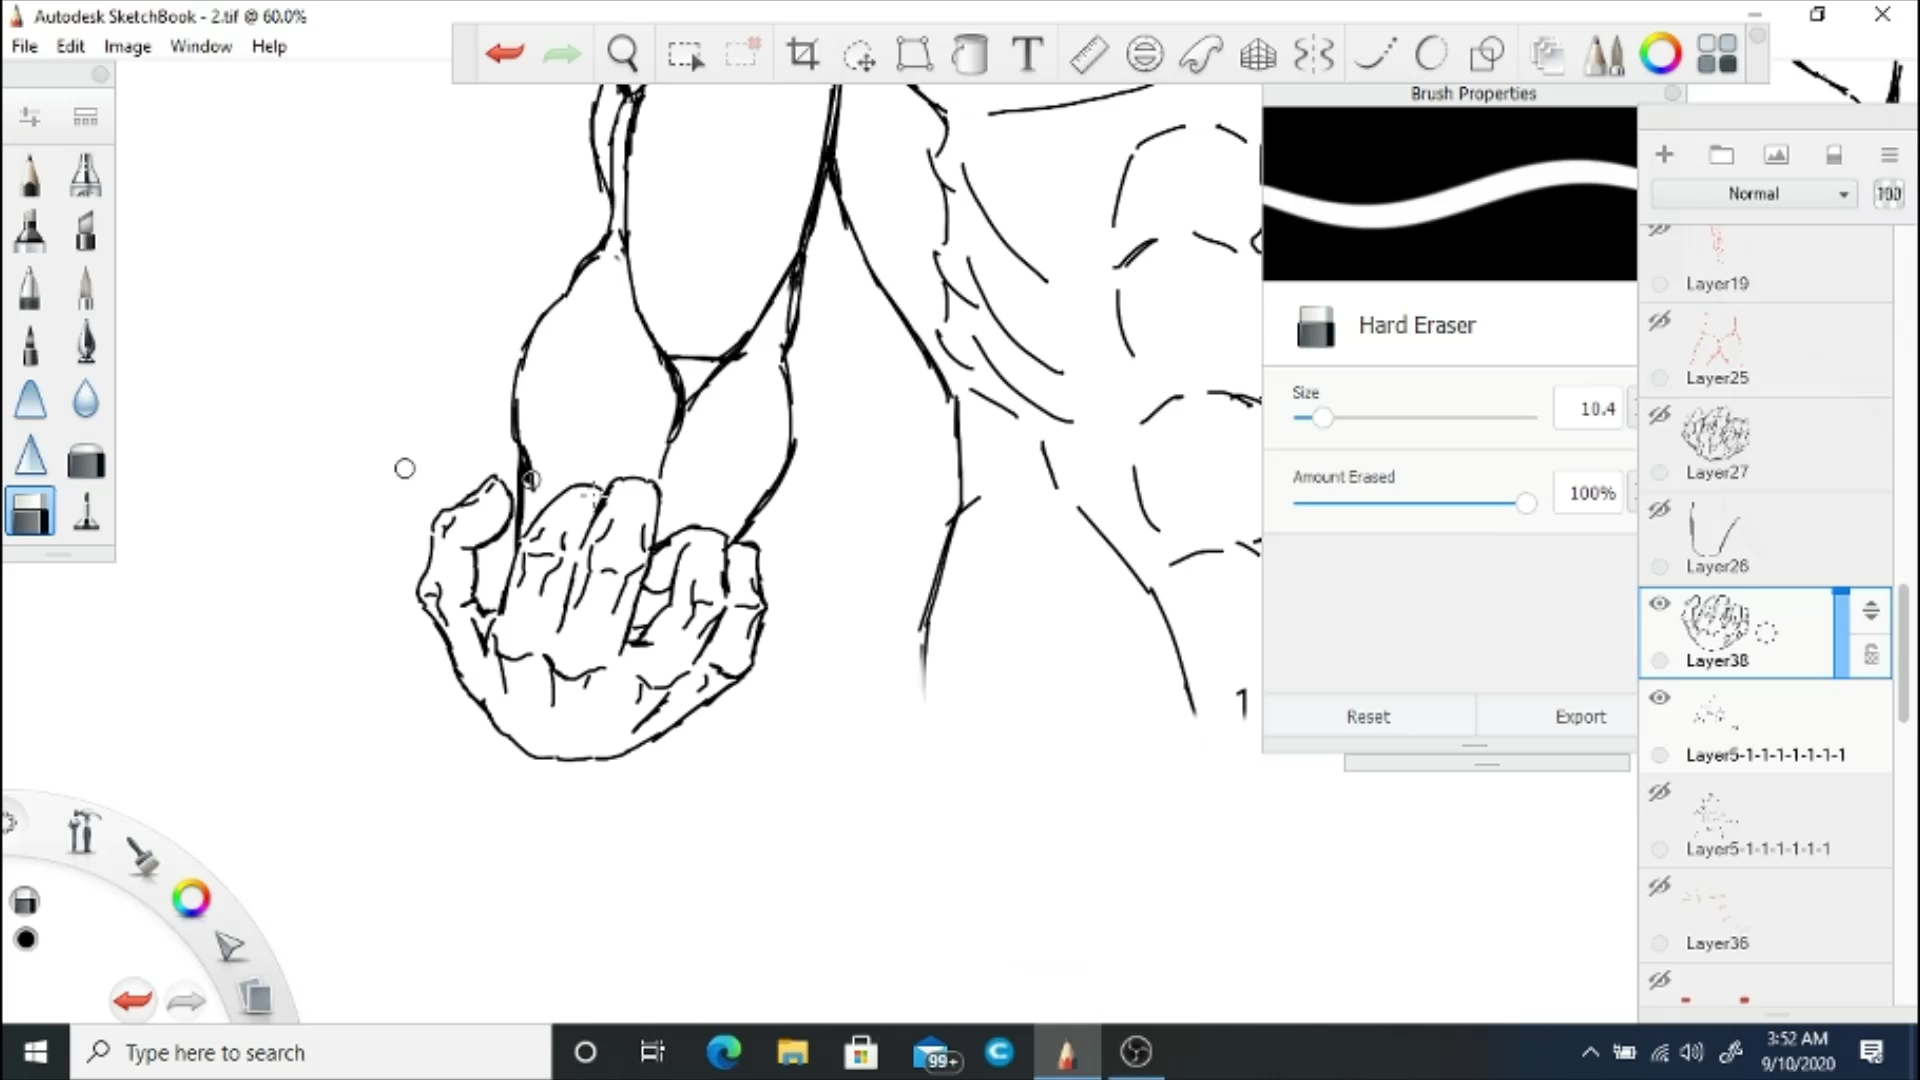 Autodesk SketchBook - 2.tif @ 60.0%
File Edit Image Window Help
T
Brush Properties
Normal 100
Hard Eraser
Size
10.4
Amount Erased
100%
Reset Export
Layer19
Layer25
Layer27
Layer26
Layer38
Layer5-1-1-1-1-1-1-1
Layer5-1-1-1-1-1-1
Layer36
1
Type here to search
99+
3:52 AM
9/10/2020